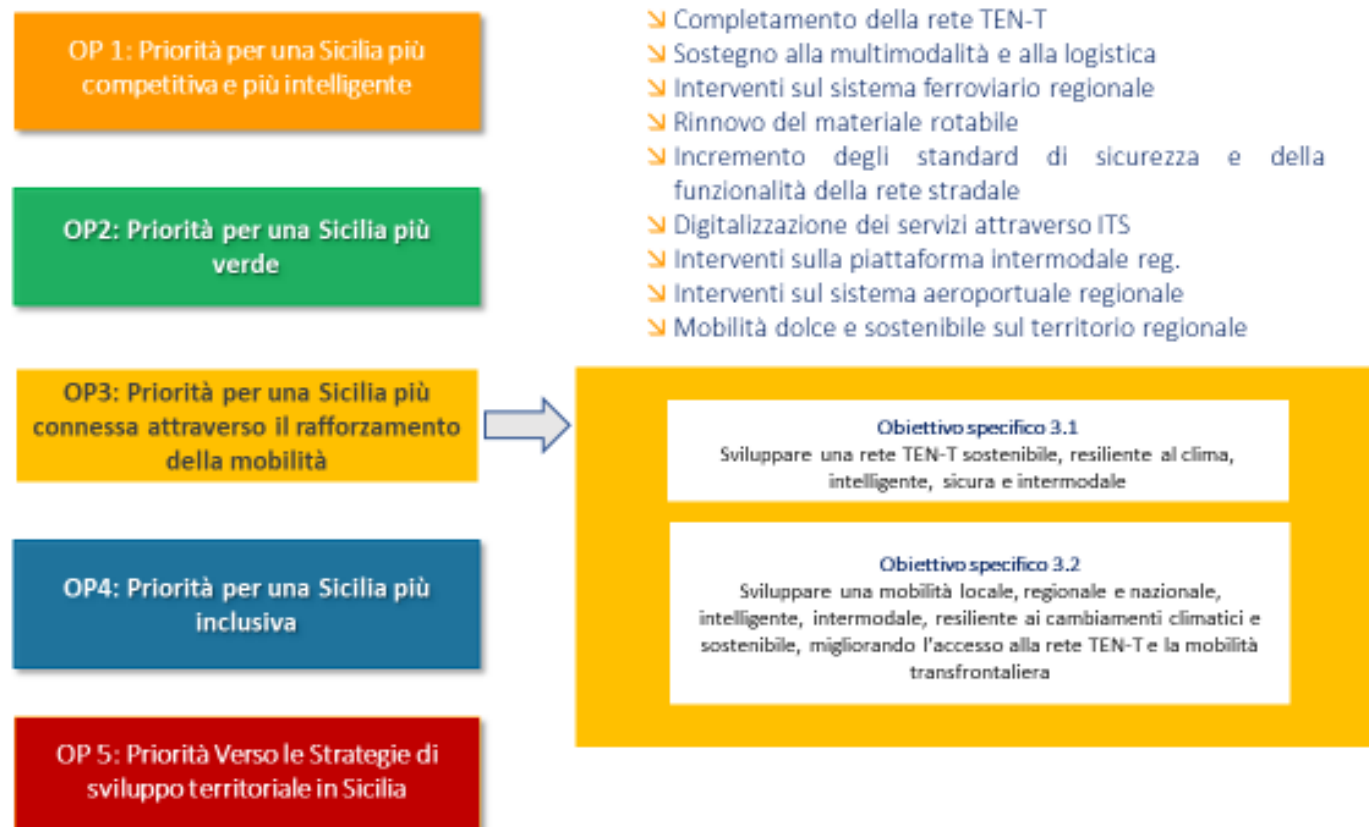 OP 1: Priorità per una Sicilia più
competitiva e più intelligente
OP2: Priorità per una Sicilia più
verde
OP3: Priorità per una Sicilia più
connessa attraverso il rafforzamento
della mobilità
OP4: Priorità per una Sicilia più
inclusiva
OP 5: Priorità Verso le Strategie di
sviluppo territoriale in Sicilia
Completamento della rete TEN-T
Sostegno alla multimodalità e alla logistica
Interventi sul sistema ferroviario regionale
Rinnovo del materiale rotabile
Incremento degli standard di sicurezza e della
funzionalità della rete stradale
Digitalizzazione dei servizi attraverso ITS
Interventi sulla piattaforma intermodale reg.
Interventi sul sistema aeroportuale regionale
Mobilità dolce e sostenibile sul territorio regionale
Obiettivo specifico 3.1
Sviluppare una rete TEN-T sostenibile, resiliente al clima,
intelligente, sicura e intermodale
Obiettivo specifico 3.2
Sviluppare una mobilità locale, regionale e nazionale,
intelligente, intermodale, resiliente ai cambiamenti climatici e
sostenibile, migliorando l'accesso alla rete TEN-T e la mobilità
transfrontaliera